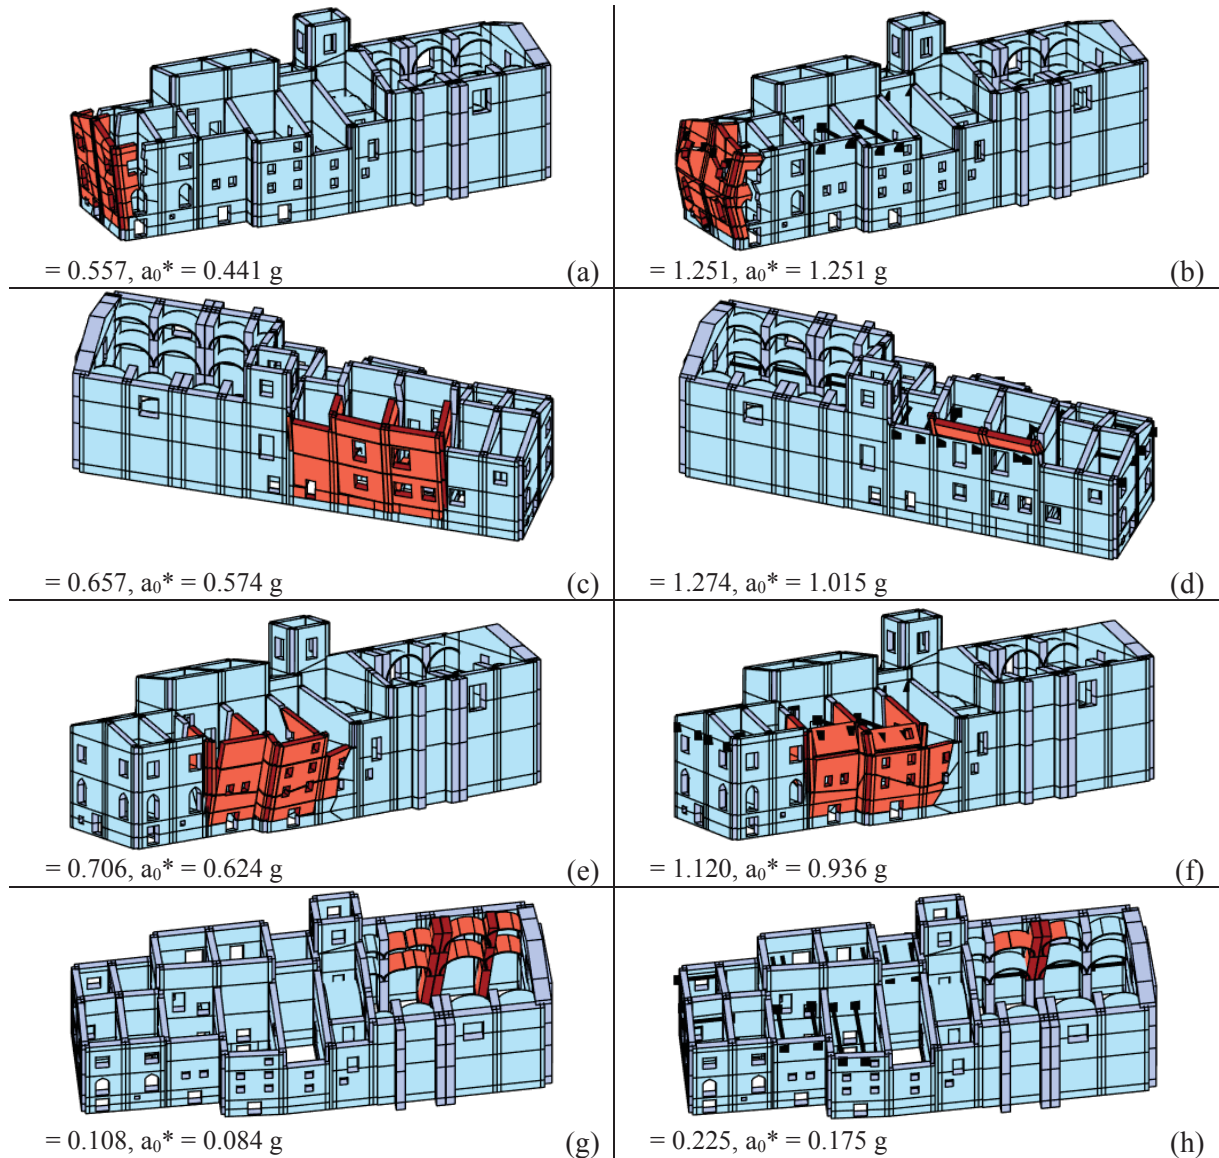 = 0.557, a₀* = 0.441 g (a)
= 1.251, a₀* = 1.251 g (b)
= 0.657, a₀* = 0.574 g (c)
= 1.274, a₀* = 1.015 g (d)
= 0.706, a₀* = 0.624 g (e)
= 1.120, a₀* = 0.936 g (f)
= 0.108, a₀* = 0.084 g (g)
= 0.225, a₀* = 0.175 g (h)